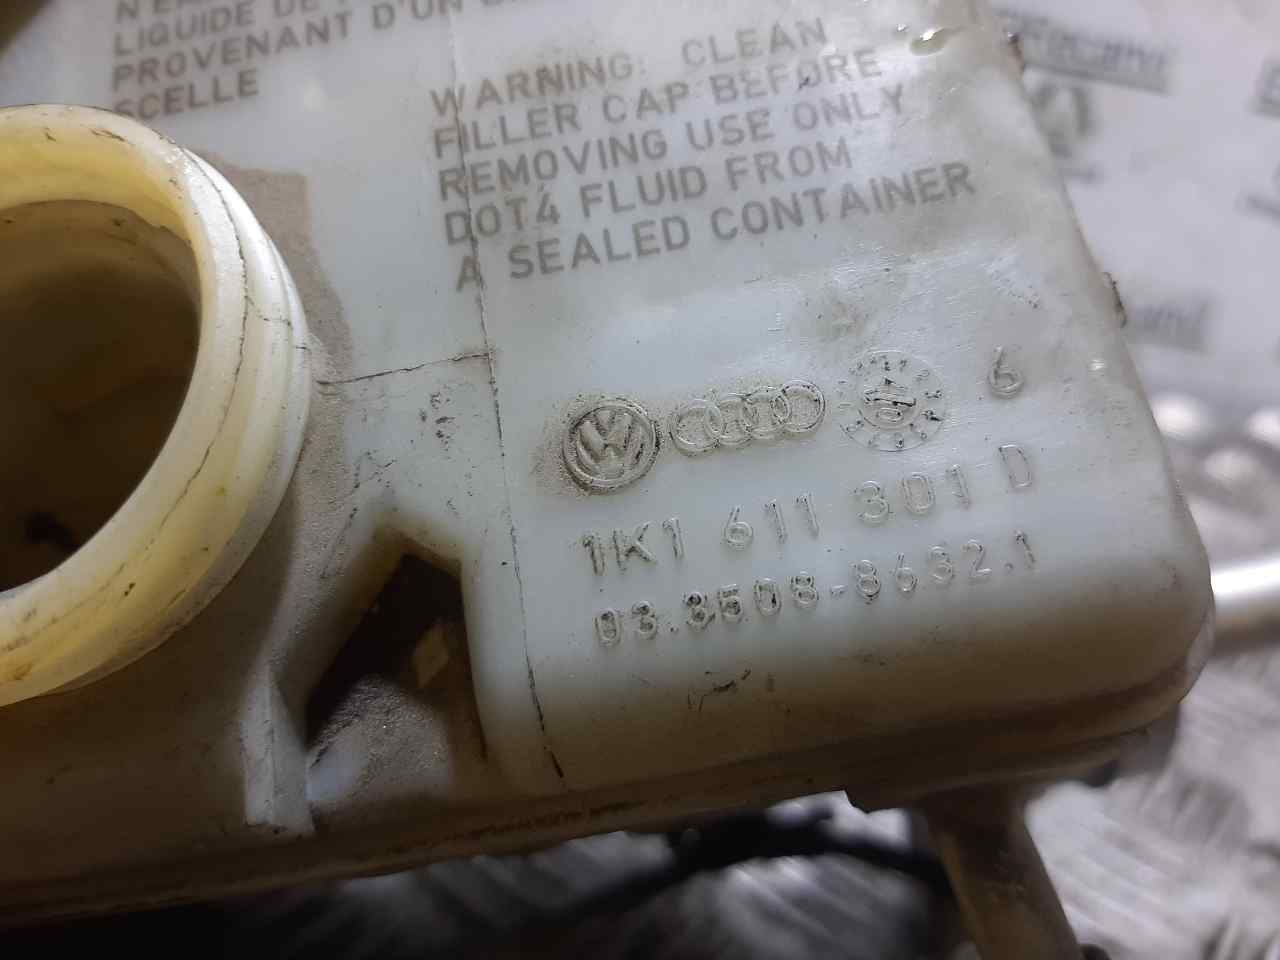 LIQUIDE DE
PROVENANT D'UN
SCELLE
WARNING: CLEAN
FILLER CAP BEFORE
REMOVING USE ONLY
DOT4 FLUID FROM
A SEALED CONTAINER
6
1K1 611 301 D
03.3508-8632.1